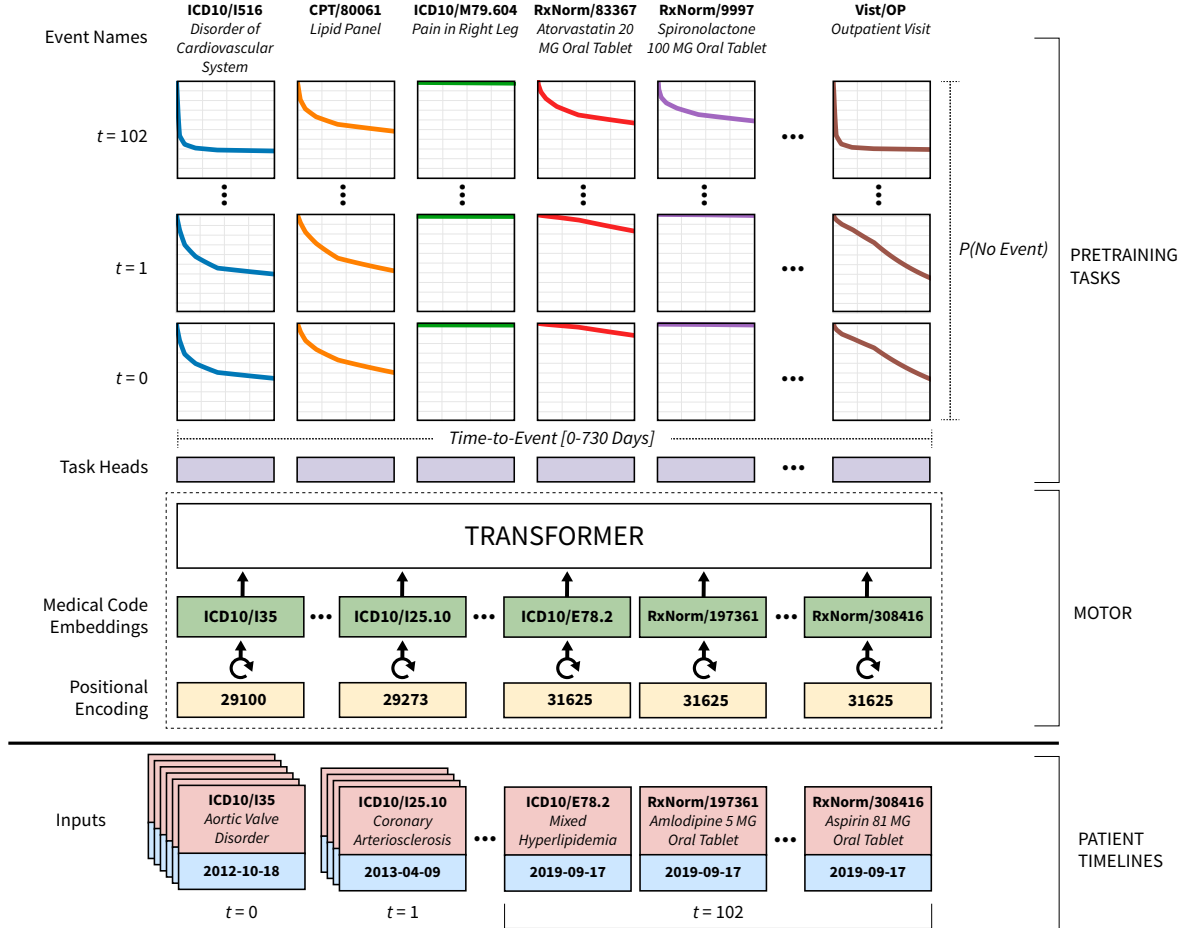 Event Names
ICD10/I516
Disorder of
Cardiovascular
System
CPT/80061
Lipid Panel
ICD10/M79.604
Pain in Right Leg
RxNorm/83367
Atorvastatin 20
MG Oral Tablet
RxNorm/9997
Spironolactone
100 MG Oral Tablet
Vist/OP
Outpatient Visit
t = 102
t = 1
t = 0
P(No Event)
PRETRAINING
TASKS
Time-to-Event [0-730 Days]
Task Heads
TRANSFORMER
Medical Code
Embeddings
ICD10/I35
ICD10/I25.10
ICD10/E78.2
RxNorm/197361
RxNorm/308416
MOTOR
Positional
Encoding
29100
29273
31625
31625
31625
Inputs
ICD10/I35
Aortic Valve
Disorder
2012-10-18
ICD10/I25.10
Coronary
Arteriosclerosis
2013-04-09
ICD10/E78.2
Mixed
Hyperlipidemia
2019-09-17
RxNorm/197361
Amlodipine 5 MG
Oral Tablet
2019-09-17
RxNorm/308416
Aspirin 81 MG
Oral Tablet
2019-09-17
PATIENT
TIMELINES
t = 0
t = 1
t = 102